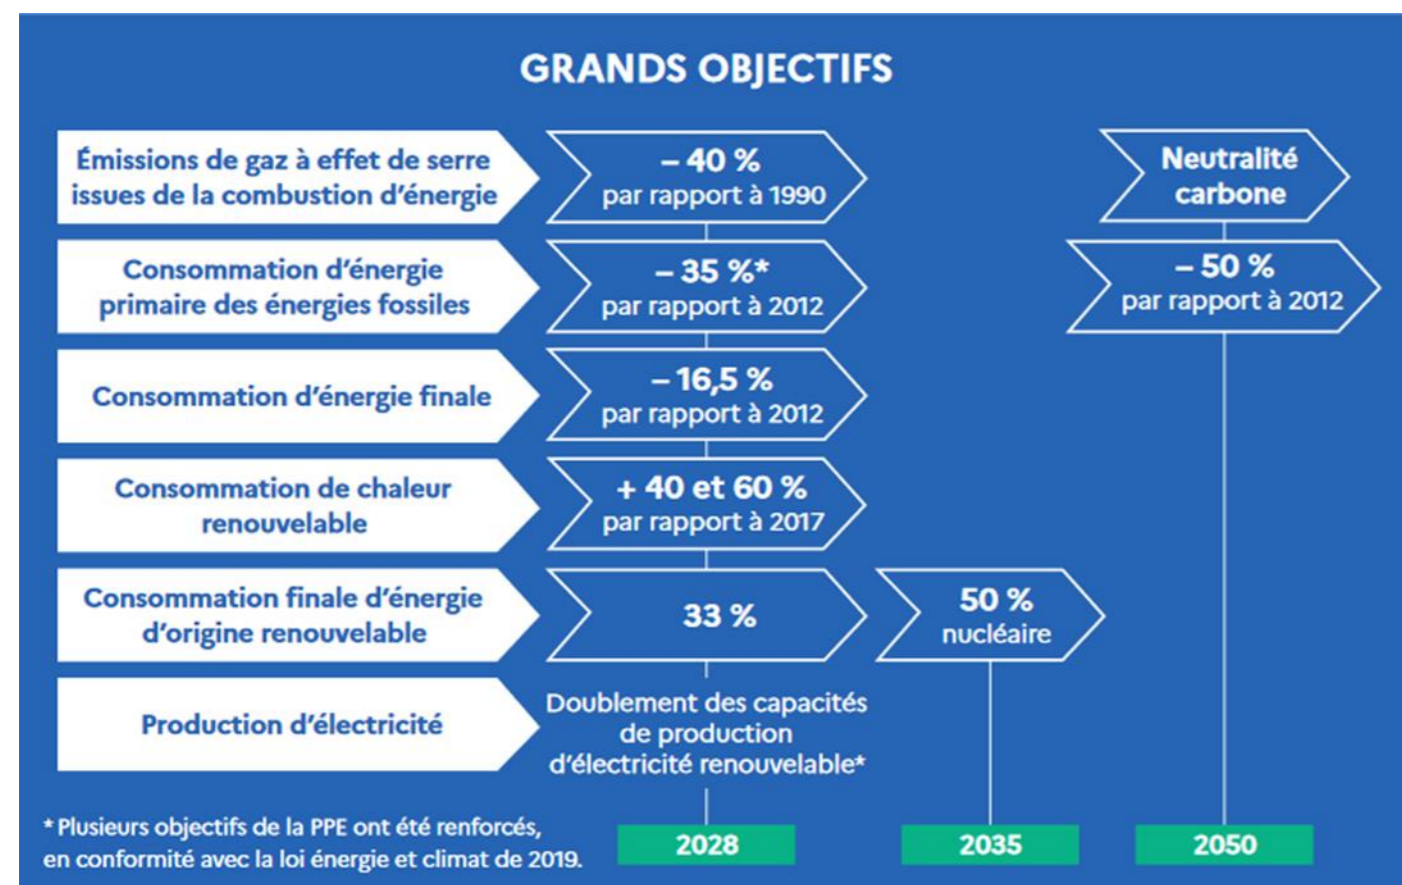 GRANDS OBJECTIFS
Émissions de gaz à effet de serre
issues de la combustion d'énergie
– 40 %
par rapport à 1990
Neutralité
carbone
Consommation d'énergie
primaire des énergies fossiles
– 35 %*
par rapport à 2012
– 50 %
par rapport à 2012
Consommation d'énergie finale
– 16,5 %
par rapport à 2012
Consommation de chaleur
renouvelable
+ 40 et 60 %
par rapport à 2017
Consommation finale d'énergie
d'origine renouvelable
33 %
50 %
nucléaire
Production d'électricité
Doublement des capacités
de production
d'électricité renouvelable*
* Plusieurs objectifs de la PPE ont été renforcés,
en conformité avec la loi énergie et climat de 2019.
2028
2035
2050